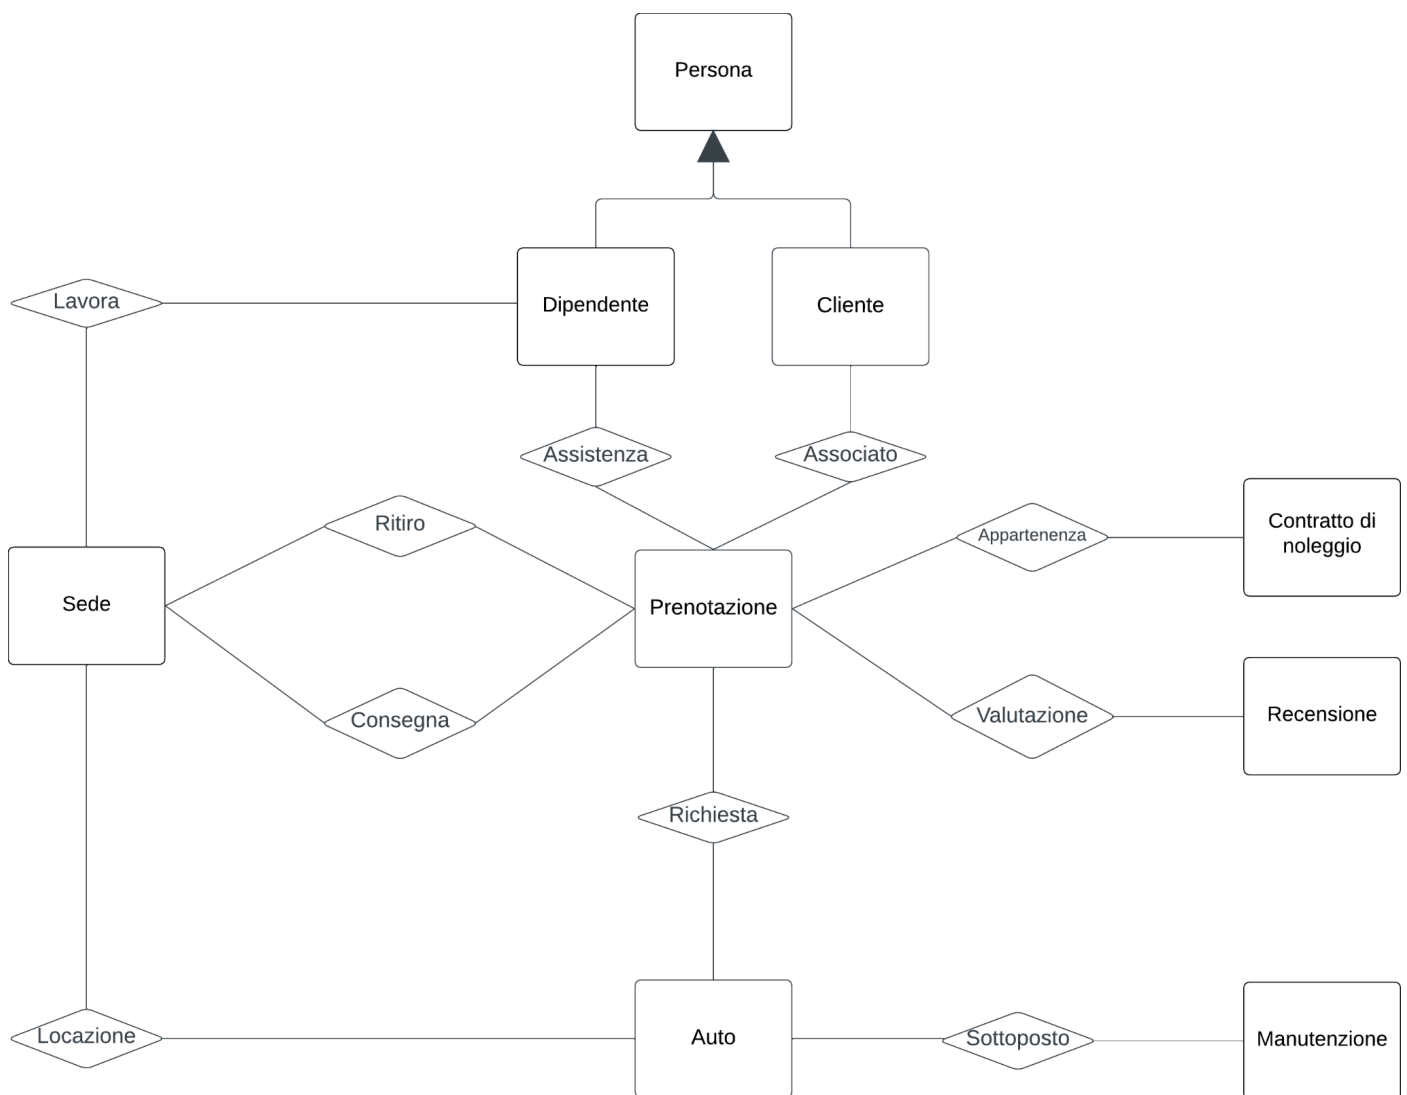 Persona
Lavora
Dipendente
Cliente
Assistenza
Associato
Ritiro
Appartenenza
Contratto di
noleggio
Sede
Prenotazione
Consegna
Valutazione
Recensione
Richiesta
Locazione
Auto
Sottoposto
Manutenzione